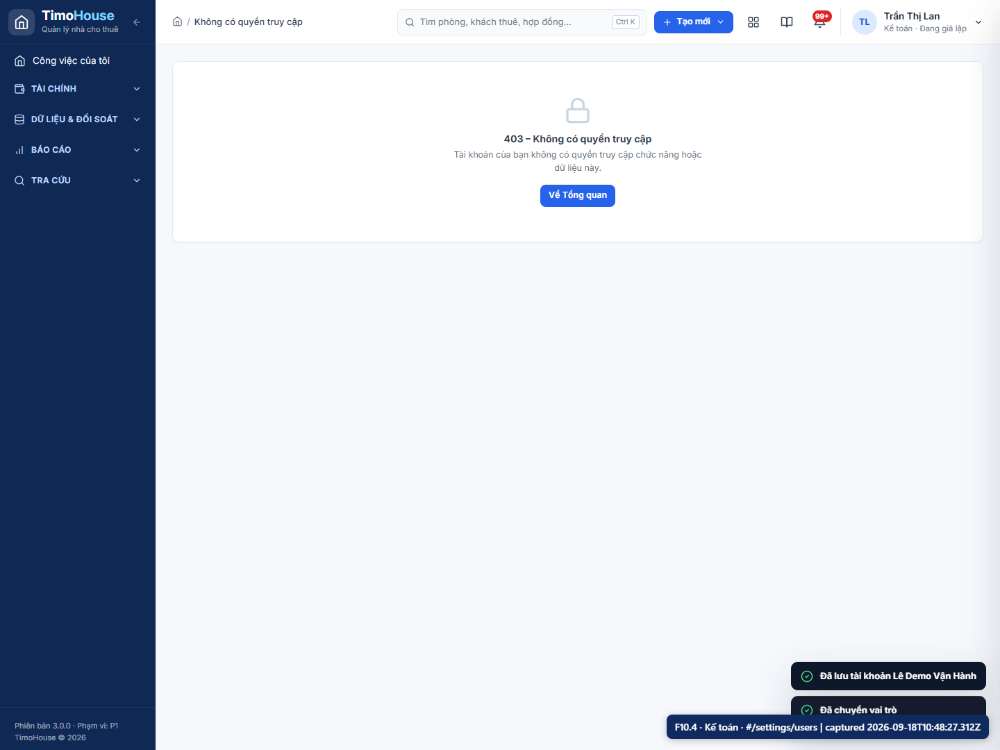 TimoHouse
Quản lý nhà cho thuê
Công việc của tôi
TÀI CHÍNH
DỮ LIỆU & ĐỐI SOÁT
BÁO CÁO
TRA CỨU
Phiên bản 3.0.0 · Phạm vi: P1
TimoHouse © 2026
/ Không có quyền truy cập
Tìm phòng, khách thuê, hợp đồng...
Ctrl K
Tạo mới
99+
TL
Trần Thị Lan
Kế toán · Đang giả lập
403 – Không có quyền truy cập
Tài khoản của bạn không có quyền truy cập chức năng hoặc
dữ liệu này.
Về Tổng quan
Đã lưu tài khoản Lê Demo Vận Hành
Đã chuyển vai trò
F10.4 · Kế toán · #/settings/users | captured 2026-09-18T10:48:27.312Z